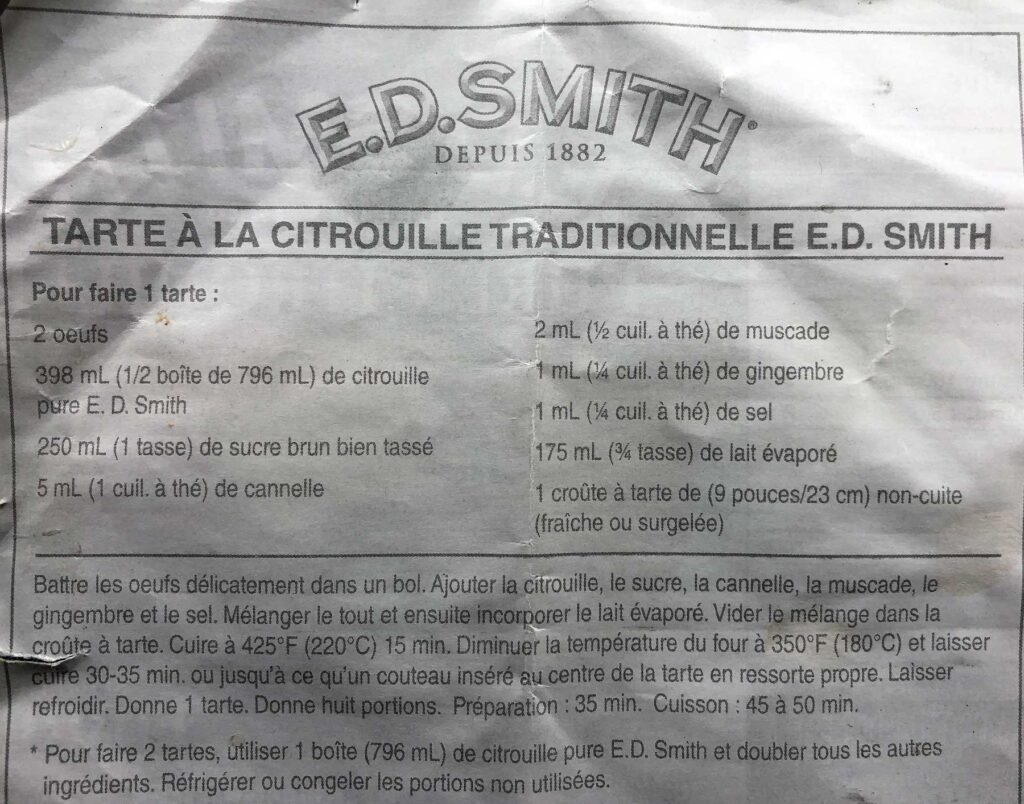 E.D.SMITH®
DEPUIS 1882
TARTE À LA CITROUILLE TRADITIONNELLE E.D. SMITH
Pour faire 1 tarte :
2 oeufs
398 mL (1/2 boîte de 796 mL) de citrouille
pure E. D. Smith
250 mL (1 tasse) de sucre brun bien tassé
5 mL (1 cuil. à thé) de cannelle
2 mL (½ cuil. à thé) de muscade
1 mL (¼ cuil. à thé) de gingembre
1 mL (¼ cuil. à thé) de sel
175 mL (¾ tasse) de lait évaporé
1 croûte à tarte de (9 pouces/23 cm) non-cuite
(fraîche ou surgelée)
Battre les oeufs délicatement dans un bol. Ajouter la citrouille, le sucre, la cannelle, la muscade, le
gingembre et le sel. Mélanger le tout et ensuite incorporer le lait évaporé. Vider le mélange dans la
croûte à tarte. Cuire à 425°F (220°C) 15 min. Diminuer la température du four à 350°F (180°C) et laisser
cuire 30-35 min. ou jusqu'à ce qu'un couteau inséré au centre de la tarte en ressorte propre. Laisser
refroidir. Donne 1 tarte. Donne huit portions. Préparation : 35 min. Cuisson : 45 à 50 min.
* Pour faire 2 tartes, utiliser 1 boîte (796 mL) de citrouille pure E.D. Smith et doubler tous les autres
ingrédients. Réfrigérer ou congeler les portions non utilisées.